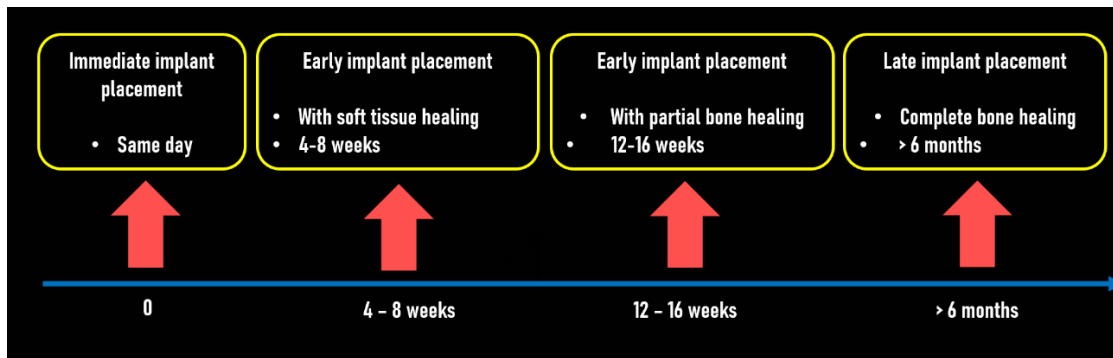 Immediate implant
placement
• Same day
Early implant placement
• With soft tissue healing
• 4-8 weeks
Early implant placement
• With partial bone healing
• 12-16 weeks
Late implant placement
• Complete bone healing
• > 6 months
0
4 – 8 weeks
12 – 16 weeks
> 6 months